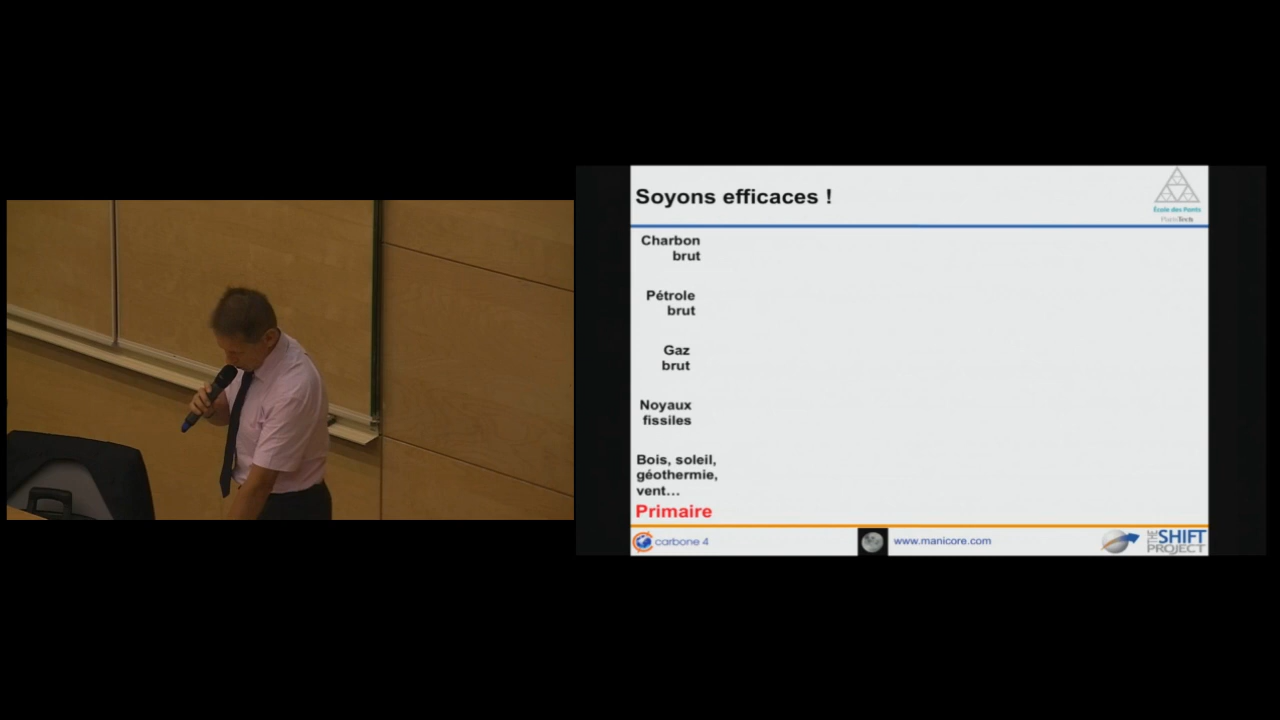 Soyons efficaces !
École des Ponts
ParisTech
Charbon
brut
Pétrole
brut
Gaz
brut
Noyaux
fissiles
Bois, soleil,
géothermie,
vent...
Primaire
carbone 4
www.manicore.com
THE SHIFT
PROJECT